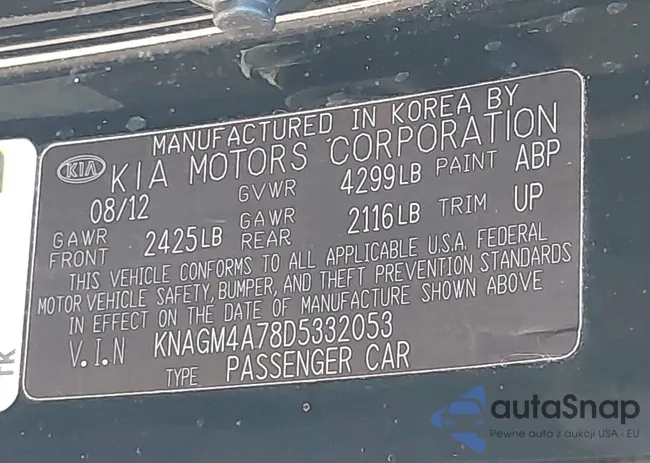 MANUFACTURED IN KOREA BY
KIA KIA MOTORS CORPORATION
08/12 GVWR 4299LB PAINT ABP
GAWR FRONT 2425LB GAWR REAR 2116LB TRIM UP
THIS VEHICLE CONFORMS TO ALL APPLICABLE U.S.A. FEDERAL
MOTOR VEHICLE SAFETY, BUMPER, AND THEFT PREVENTION STANDARDS
IN EFFECT ON THE DATE OF MANUFACTURE SHOWN ABOVE
V.I.N KNAGM4A78D5332053
TYPE PASSENGER CAR
TK
autaSnap
Pewne auta z aukcji USA i EU